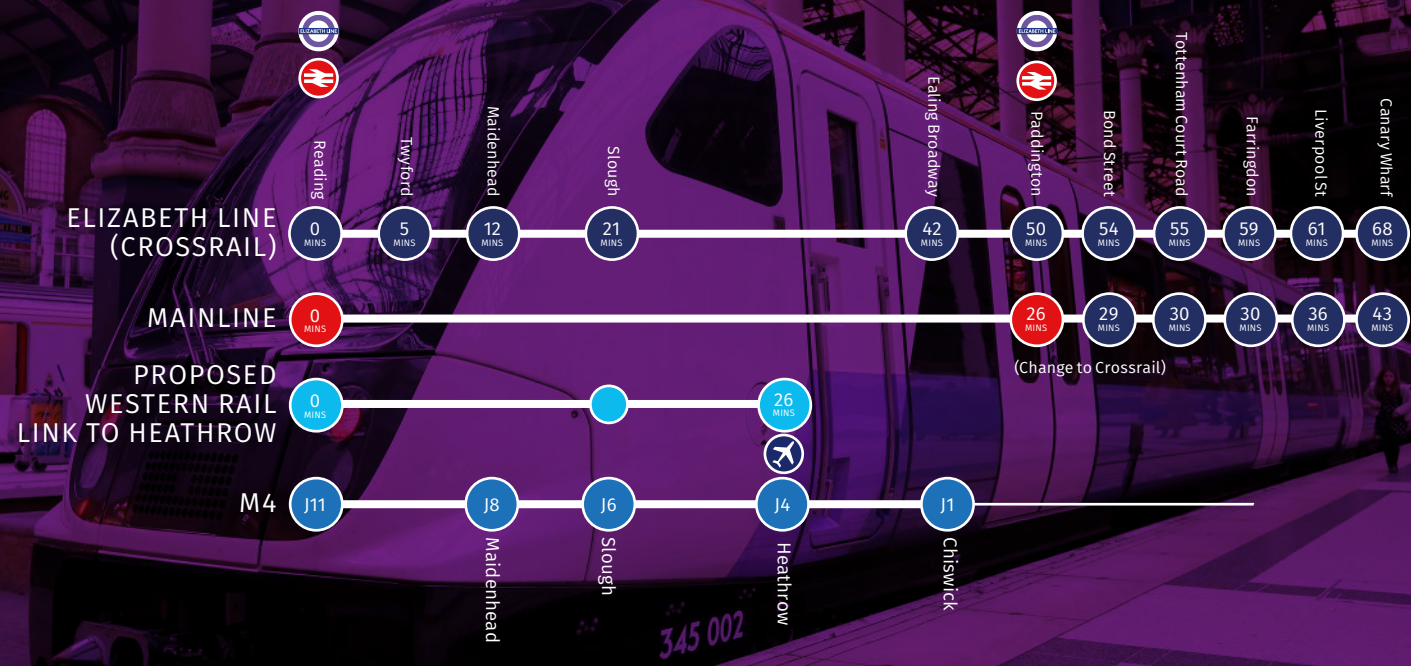 ELIZABETH LINE
ELIZABETH LINE
Reading
Twyford
Maidenhead
Slough
Ealing Broadway
Paddington
Bond Street
Tottenham Court Road
Farringdon
Liverpool St
Canary Wharf
ELIZABETH LINE
(CROSSRAIL)
0 MINS
5 MINS
12 MINS
21 MINS
42 MINS
50 MINS
54 MINS
55 MINS
59 MINS
61 MINS
68 MINS
MAINLINE
0 MINS
26 MINS
29 MINS
30 MINS
30 MINS
36 MINS
43 MINS
(Change to Crossrail)
PROPOSED
WESTERN RAIL
LINK TO HEATHROW
0 MINS
26 MINS
M4
J11
J8
J6
J4
J1
Maidenhead
Slough
Heathrow
Chiswick
345 002